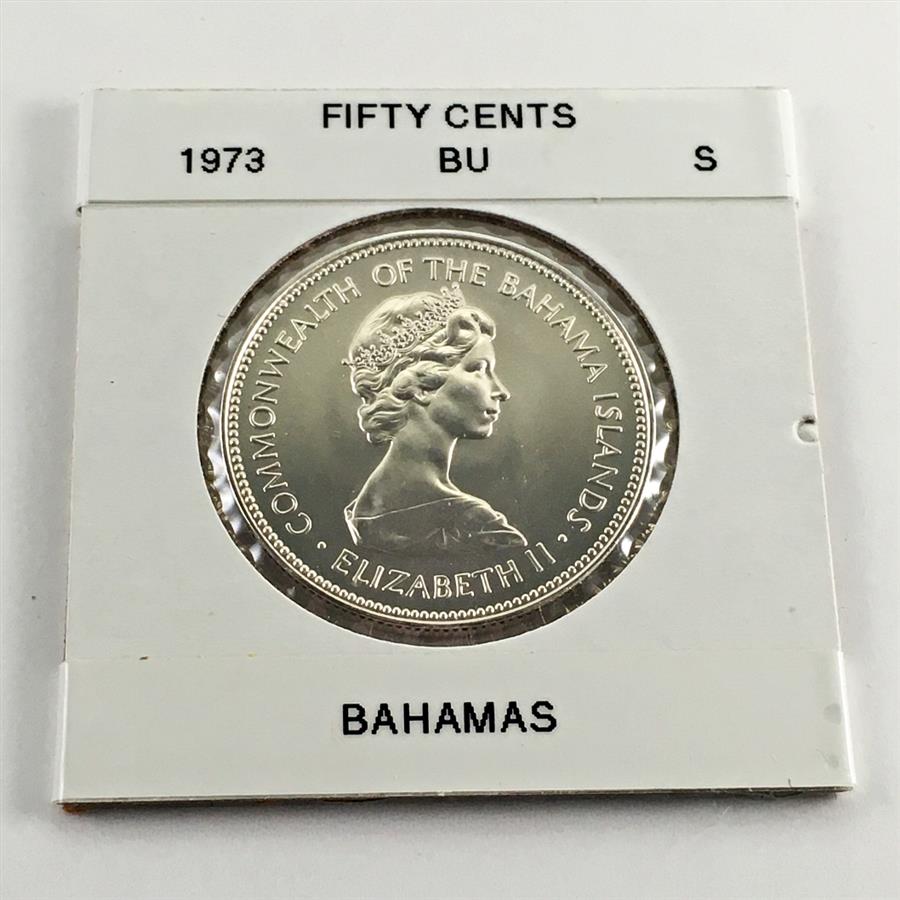 FIFTY CENTS
1973 BU S
COMMONWEALTH OF THE BAHAMA ISLANDS
· ELIZABETH II ·
BAHAMAS